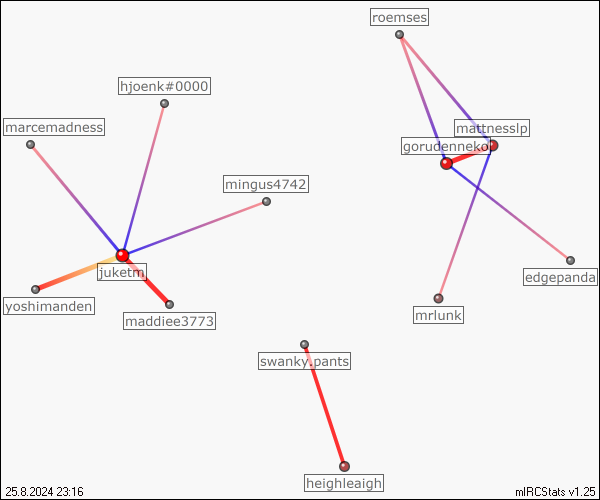 roemses
hjoenk#0000
marcemadness
mattnesslp
gorudenneko
mingus4742
juketm
edgepanda
yoshimanden
maddiee3773
mrlunk
swanky.pants
heighleaigh
25.8.2024 23:16
mIRCStats v1.25